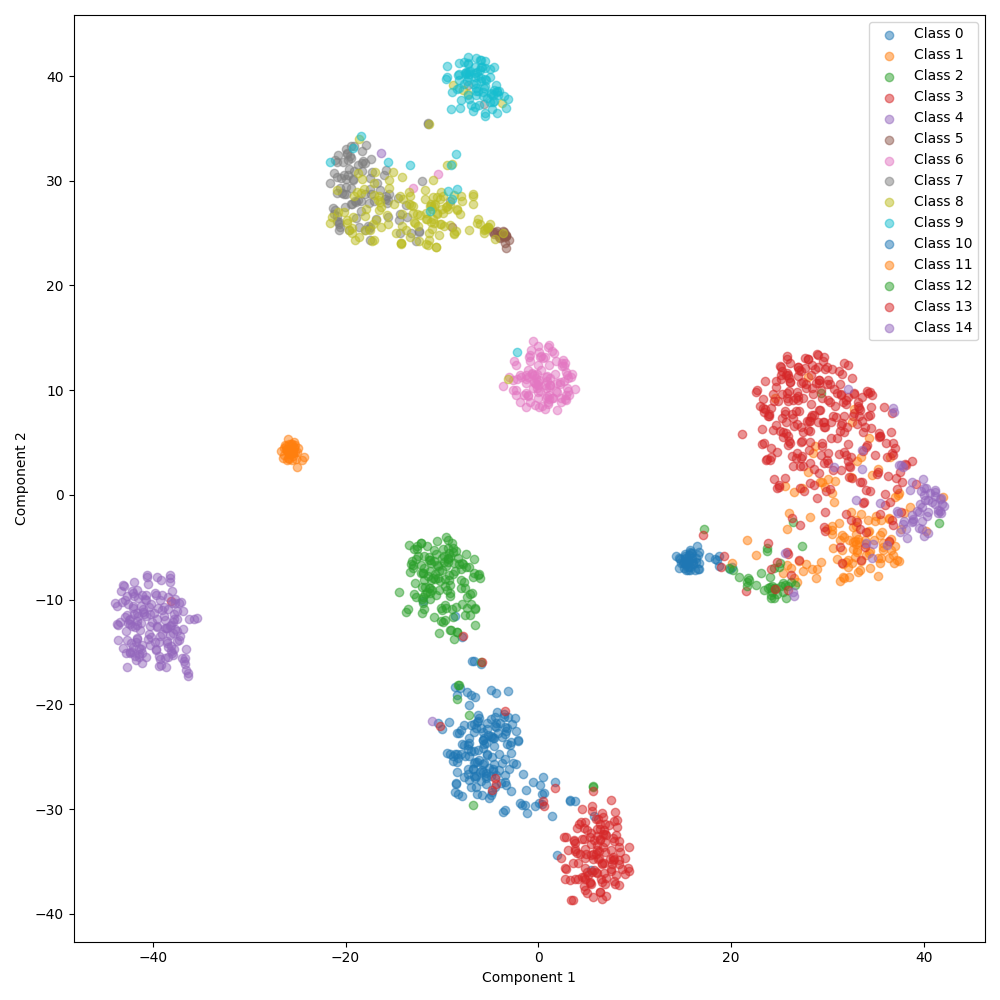 Class 0
Class 1
Class 2
Class 3
Class 4
Class 5
Class 6
Class 7
Class 8
Class 9
Class 10
Class 11
Class 12
Class 13
Class 14
40
30
20
10
0
−10
−20
−30
−40
Component 2
−40 −20 0 20 40
Component 1